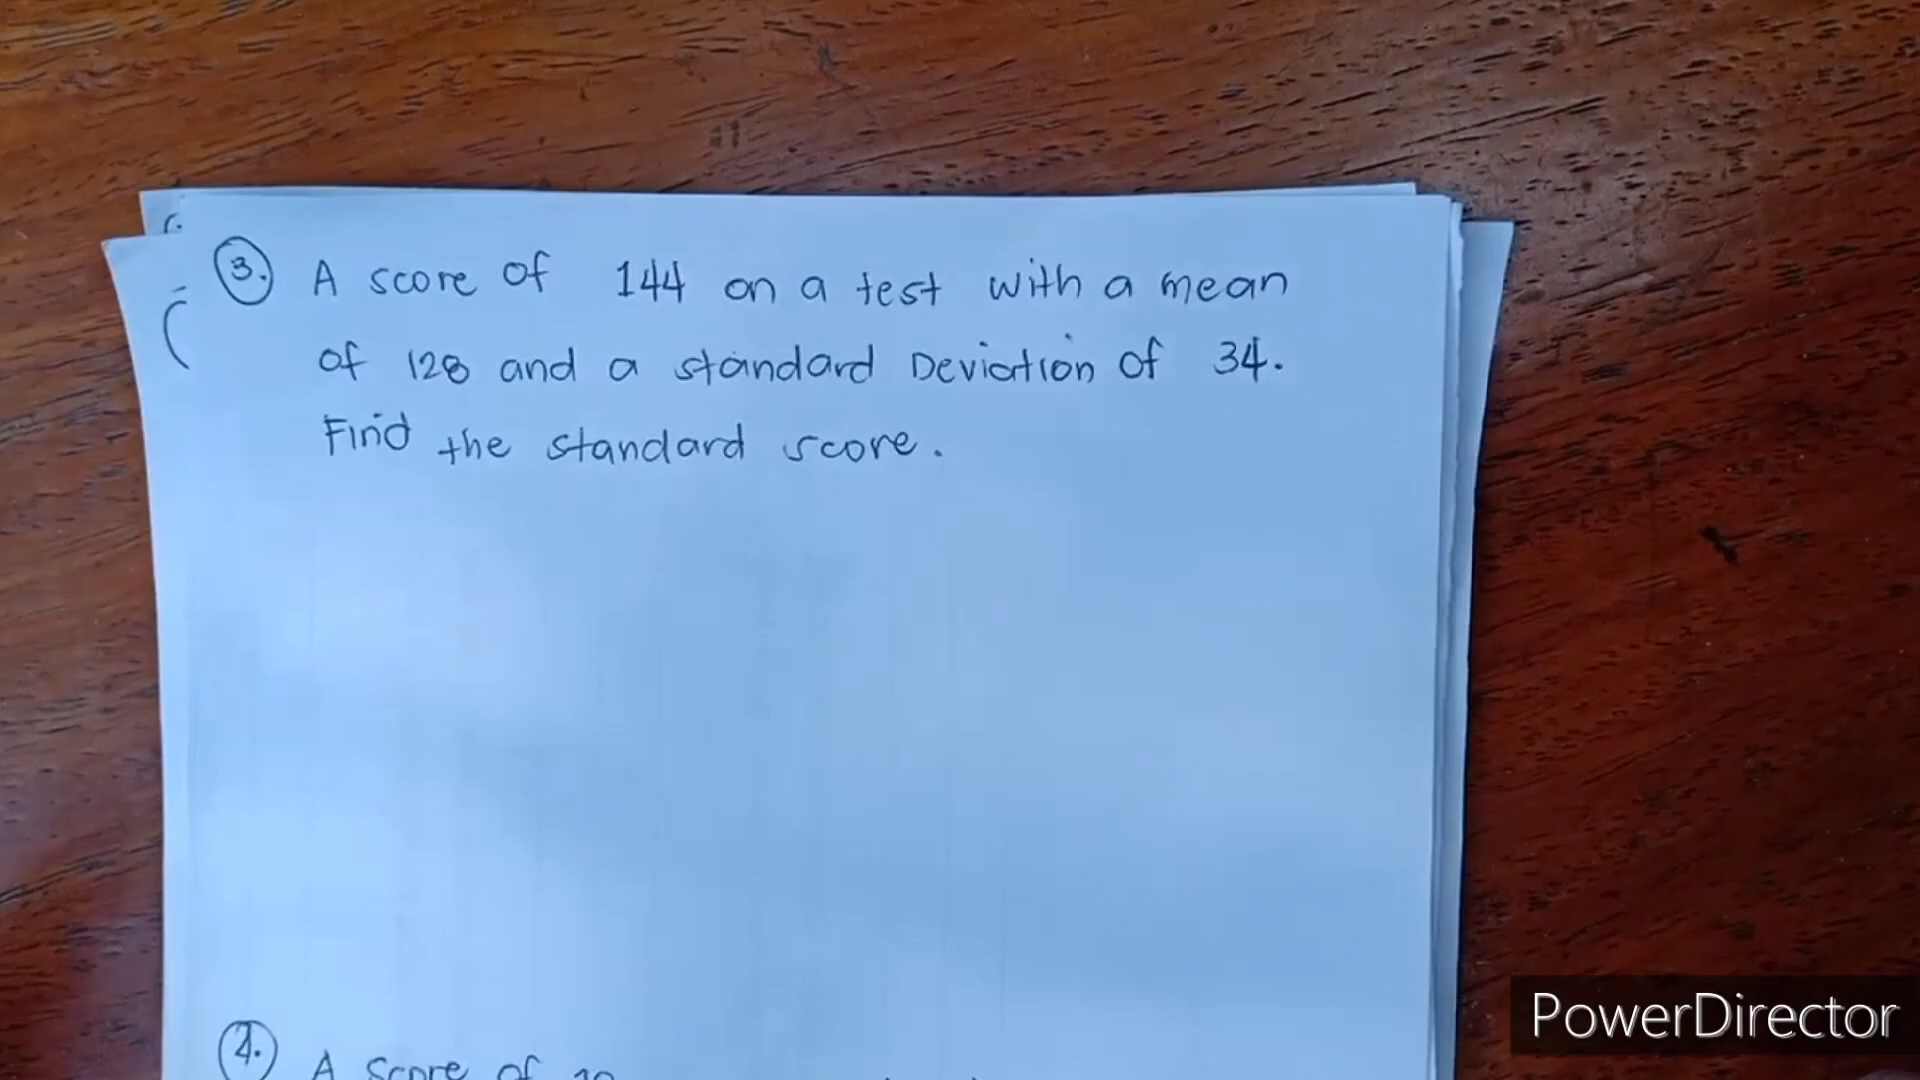 3. A score of 144 on a test with a mean
of 128 and a standard Deviation of 34.
Find the standard score.
A Score of
PowerDirector